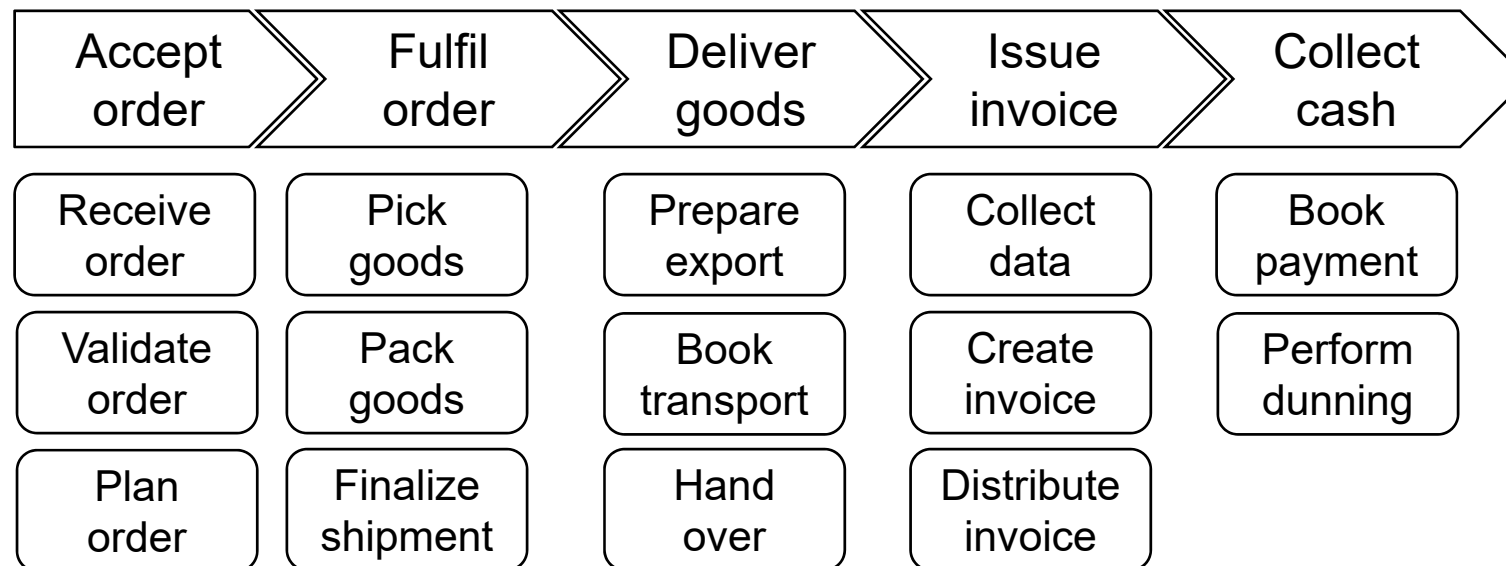 Accept
order
Fulfil
order
Deliver
goods
Issue
invoice
Collect
cash
Receive
order
Pick
goods
Prepare
export
Collect
data
Book
payment
Validate
order
Pack
goods
Book
transport
Create
invoice
Perform
dunning
Plan
order
Finalize
shipment
Hand
over
Distribute
invoice